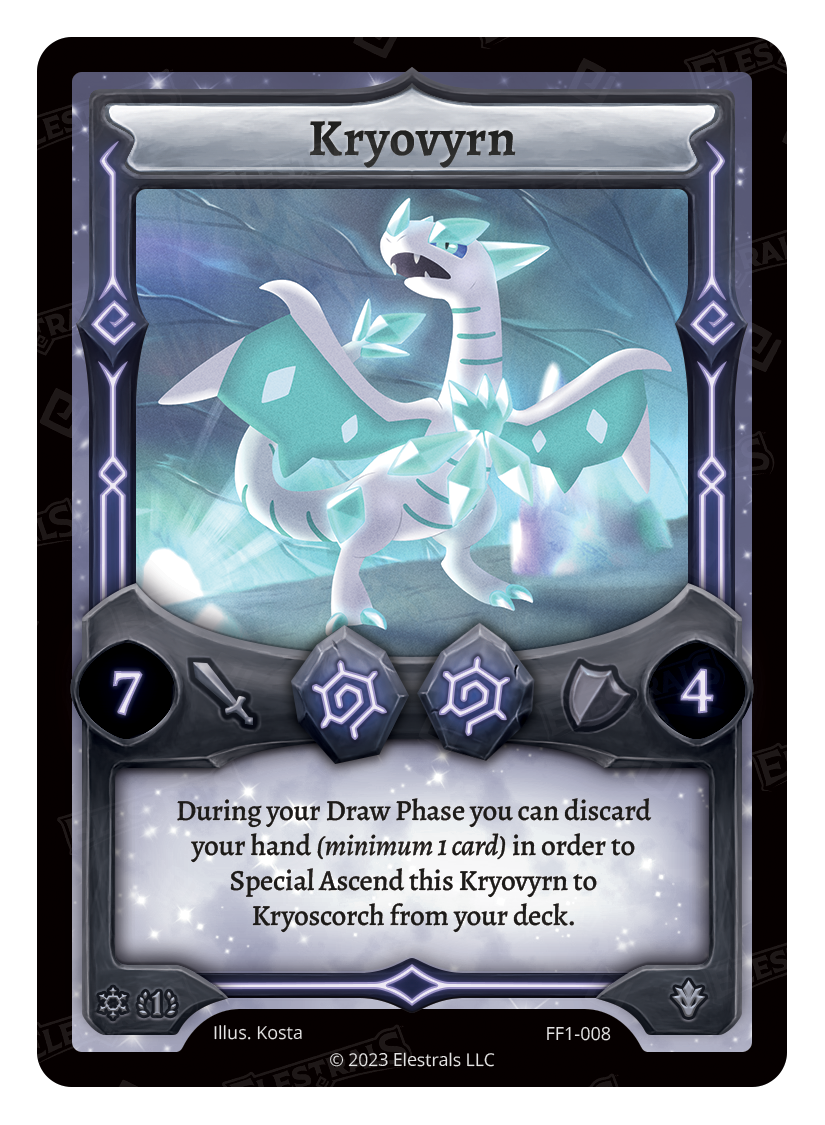 Kryovyrn
7
4
During your Draw Phase you can discard
your hand (minimum 1 card) in order to
Special Ascend this Kryovyrn to
Kryoscorch from your deck.
1
Illus. Kosta
FF1-008
© 2023 Elestrals LLC
ELESTRALS